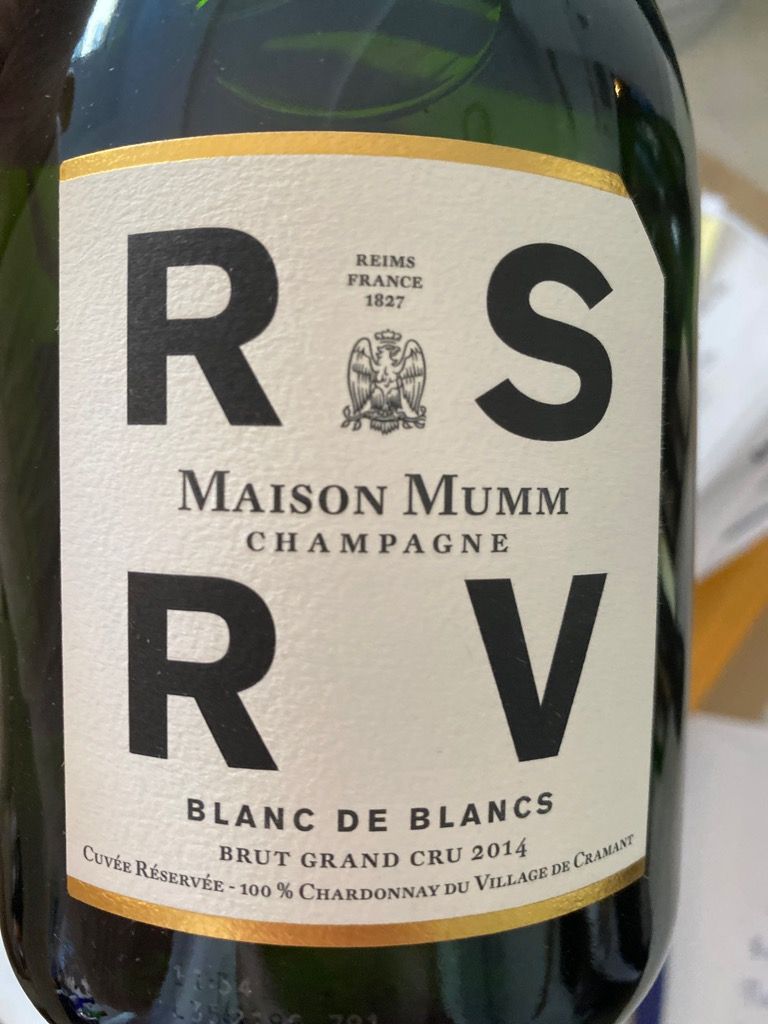 R S
REIMS
FRANCE
1827
MAISON MUMM
CHAMPAGNE
R V
BLANC DE BLANCS
BRUT GRAND CRU 2014
CUVÉE RÉSERVÉE - 100 % CHARDONNAY DU VILLAGE DE CRAMANT